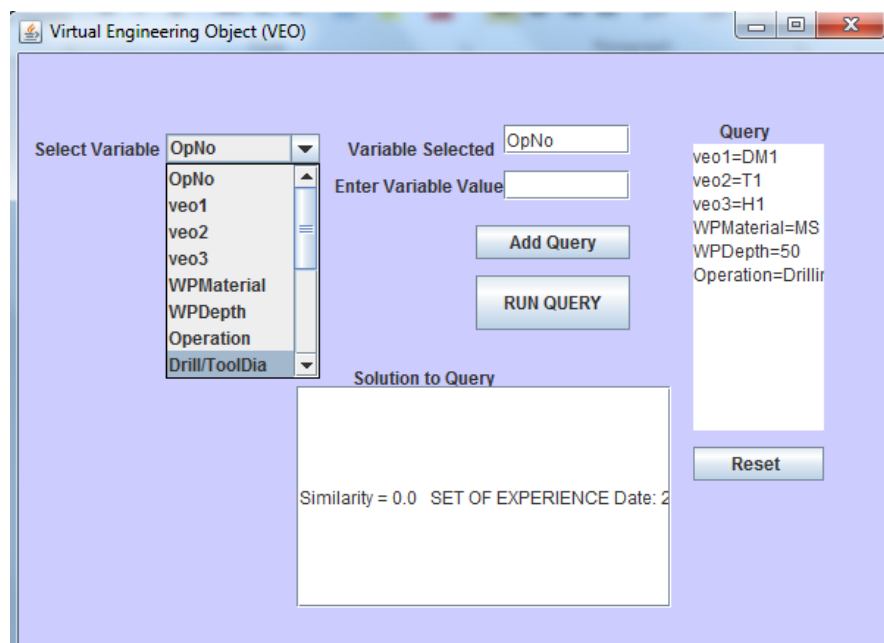 Virtual Engineering Object (VEO)
Select Variable OpNo
OpNo
veo1
veo2
veo3
WPMaterial
WPDepth
Operation
Drill/ToolDia
Variable Selected OpNo
Enter Variable Value
Add Query
RUN QUERY
Solution to Query
Similarity = 0.0 SET OF EXPERIENCE Date: 2
Query
veo1=DM1
veo2=T1
veo3=H1
WPMaterial=MS
WPDepth=50
Operation=Drillin
Reset